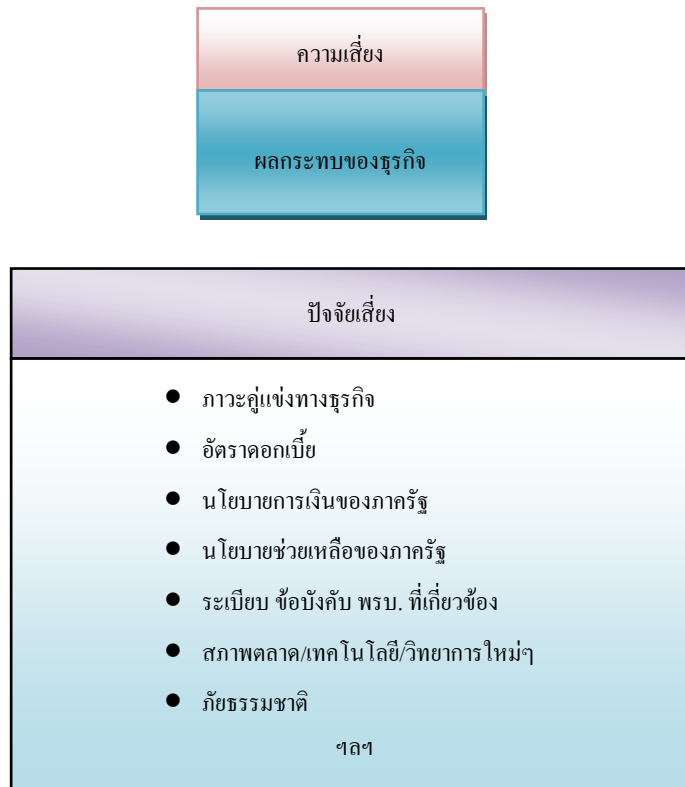 ความเสี่ยง
ผลกระทบของธุรกิจ
ปัจจัยเสี่ยง
● ภาวะคู่แข่งทางธุรกิจ
● อัตราดอกเบี้ย
● นโยบายการเงินของภาครัฐ
● นโยบายช่วยเหลือของภาครัฐ
● ระเบียบ ข้อบังคับ พรบ. ที่เกี่ยวข้อง
● สภาพตลาด/เทคโนโลยี/วิทยาการใหม่ๆ
● ภัยธรรมชาติ
ฯลฯ